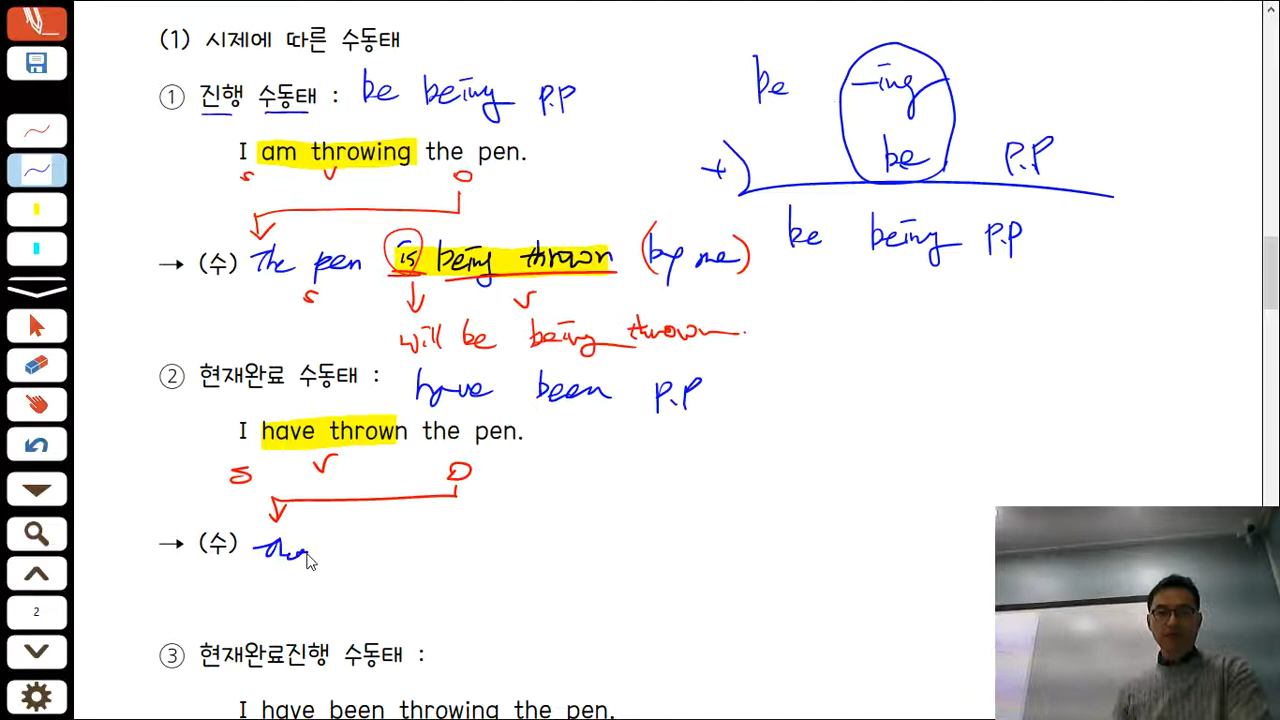 (1) 시제에 따른 수동태
① 진행 수동태 : be being p.p
I am throwing the pen.
s v o
→ (수) The pen is being thrown (by me)
s v
will be being thrown
be -ing
+) be p.p
be being p.p
② 현재완료 수동태 : have been p.p
I have thrown the pen.
S v O
→ (수) the
③ 현재완료진행 수동태 :
I have been throwing the pen.
2